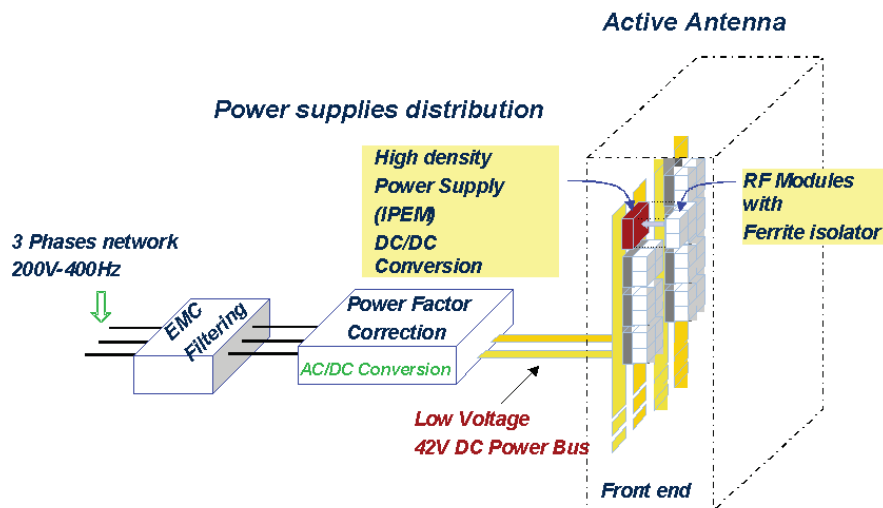 Active Antenna
Power supplies distribution
High density
Power Supply
(IPEM)
DC/DC
Conversion
RF Modules
with
Ferrite isolator
3 Phases network
200V-400Hz
EMC
Filtering
Power Factor
Correction
AC/DC Conversion
Low Voltage
42V DC Power Bus
Front end